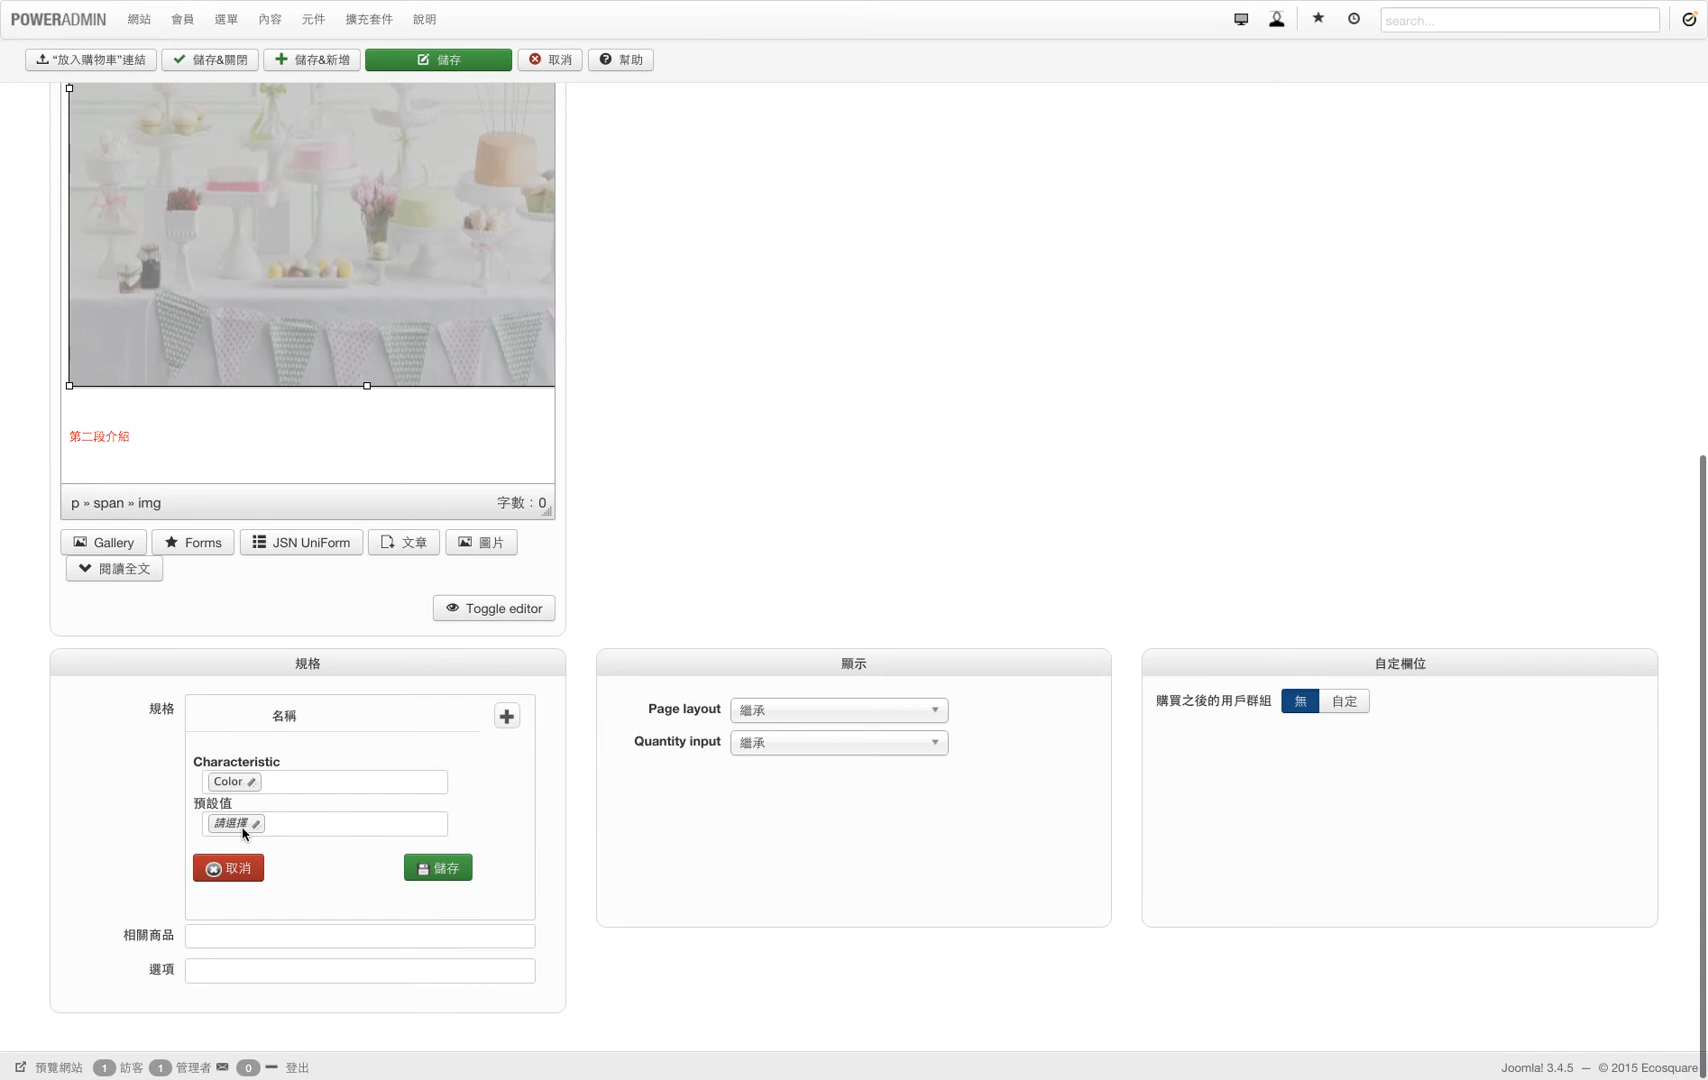 POWERADMIN 網站 會員 選單 內容 元件 擴充套件 說明 search...
“放入購物車”連結 儲存&關閉 儲存&新增 儲存 取消 幫助
第二段介紹
p » span » img 字數：0
Gallery Forms JSN UniForm 文章 圖片
閱讀全文
Toggle editor
規格
規格
名稱
Characteristic
Color
預設值
請選擇
取消 儲存
相關商品
選項
顯示
Page layout 繼承
Quantity input 繼承
自定欄位
購買之後的用戶群組 無 自定
預覽網站 1 訪客 1 管理者 0 登出 Joomla! 3.4.5 — © 2015 Ecosquare